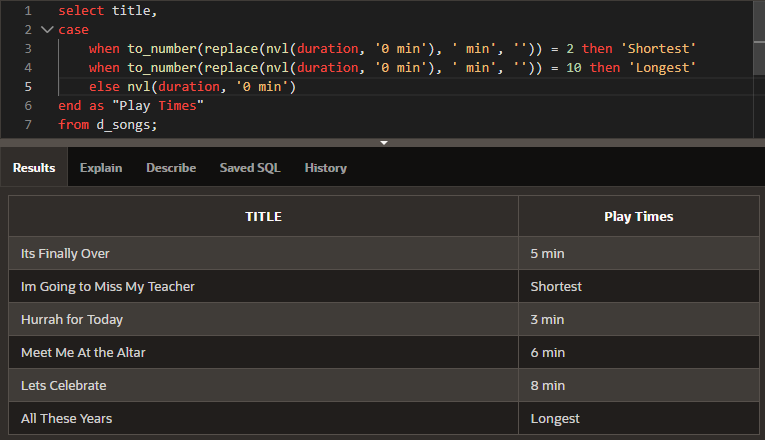 1 select title,
2 case
3 when to_number(replace(nvl(duration, '0 min'), ' min', '')) = 2 then 'Shortest'
4 when to_number(replace(nvl(duration, '0 min'), ' min', '')) = 10 then 'Longest'
5 else nvl(duration, '0 min')
6 end as "Play Times"
7 from d_songs;
Results Explain Describe Saved SQL History
TITLE Play Times
Its Finally Over 5 min
Im Going to Miss My Teacher Shortest
Hurrah for Today 3 min
Meet Me At the Altar 6 min
Lets Celebrate 8 min
All These Years Longest